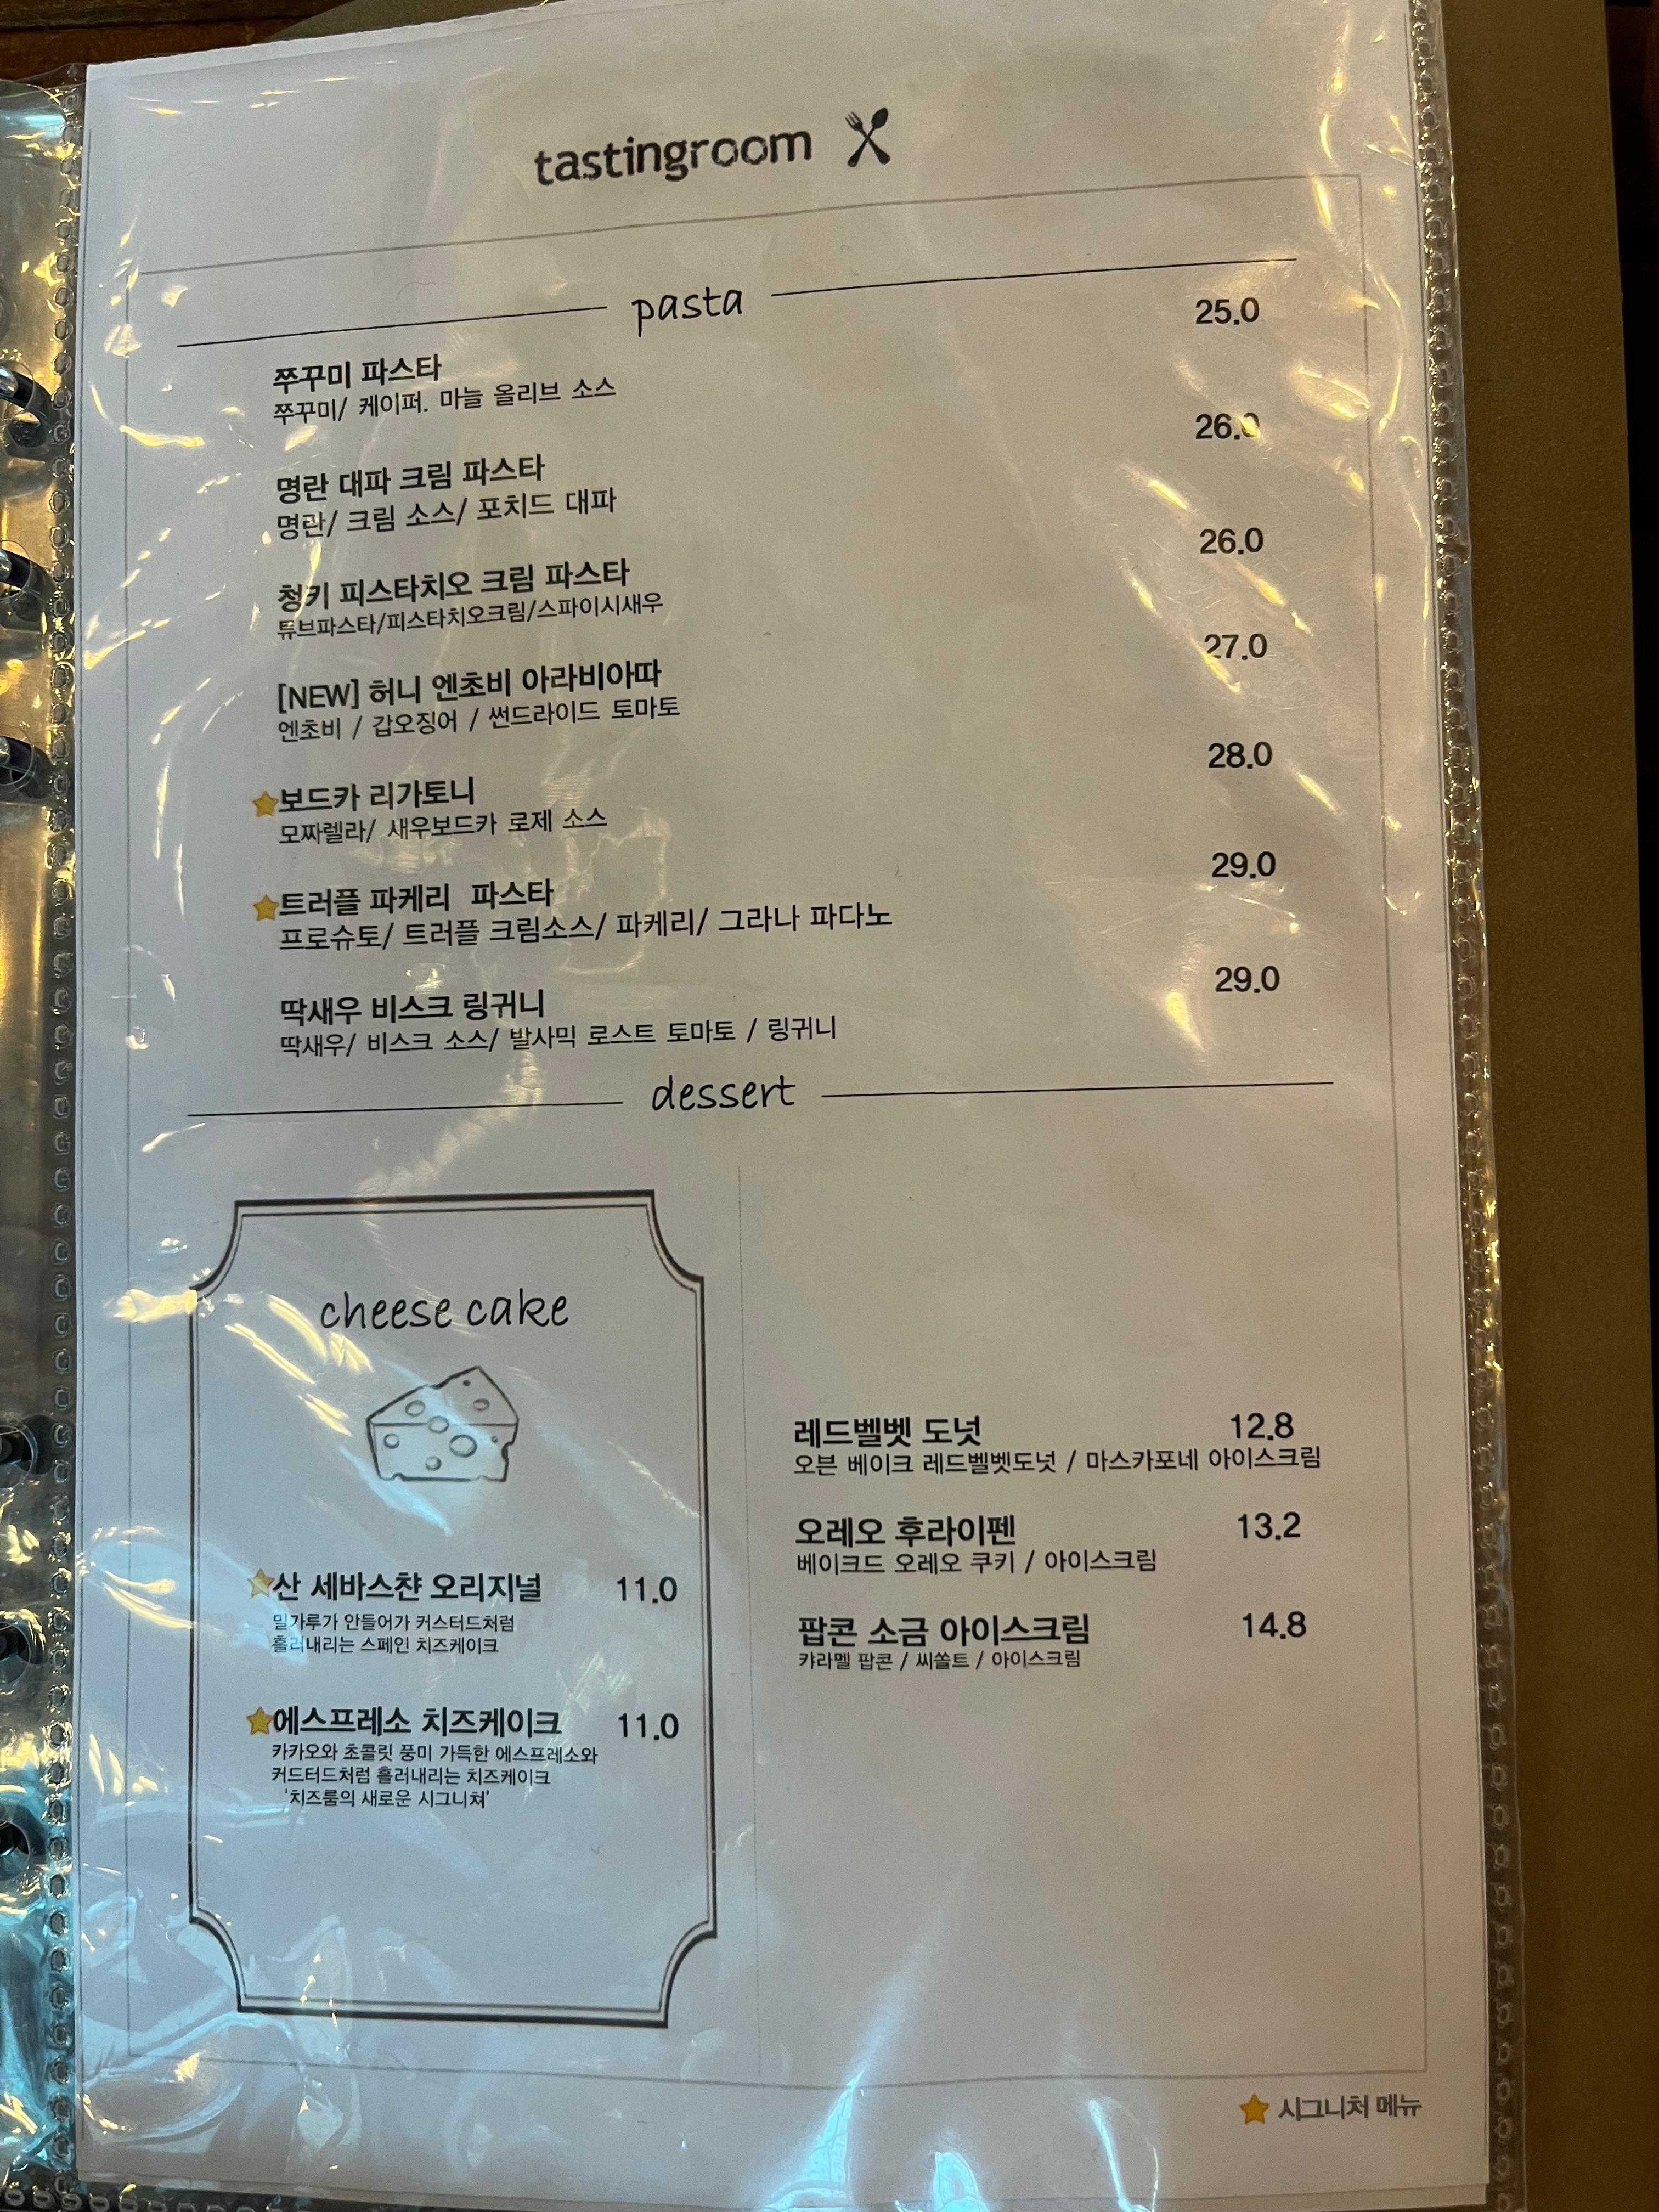 tastingroom
pasta
쭈꾸미 파스타 25.0
쭈꾸미/ 케이퍼. 마늘 올리브 소스
명란 대파 크림 파스타 26.0
명란/ 크림 소스/ 포치드 대파
청키 피스타치오 크림 파스타 26.0
튜브파스타/피스타치오크림/스파이시새우
[NEW] 허니 엔초비 아라비아따 27.0
엔초비 / 갑오징어 / 썬드라이드 토마토
보드카 리가토니 28.0
모짜렐라/ 새우보드카 로제 소스
트러플 파케리 파스타 29.0
프로슈토/ 트러플 크림소스/ 파케리/ 그라나 파다노
딱새우 비스크 링귀니 29.0
딱새우/ 비스크 소스/ 발사믹 로스트 토마토 / 링귀니
dessert
cheese cake
산 세바스챤 오리지널 11.0
밀가루가 안들어가 커스터드처럼
흘러내리는 스페인 치즈케이크
에스프레소 치즈케이크 11.0
카카오와 초콜릿 풍미 가득한 에스프레소와
커드터드처럼 흘러내리는 치즈케이크
'치즈룸의 새로운 시그니쳐'
레드벨벳 도넛 12.8
오븐 베이크 레드벨벳도넛 / 마스카포네 아이스크림
오레오 후라이펜 13.2
베이크드 오레오 쿠키 / 아이스크림
팝콘 소금 아이스크림 14.8
캬라멜 팝콘 / 씨쏠트 / 아이스크림
시그니처 메뉴